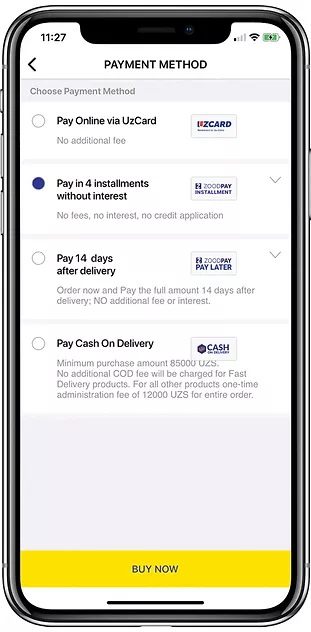 11:27
PAYMENT METHOD
Choose Payment Method
Pay Online via UzCard
UZCARD
No additional fee
Pay in 4 installments
without interest
ZOODPAY
INSTALLMENT
No fees, no interest, no credit application
Pay 14 days
after delivery
ZOODPAY
PAY LATER
Order now and Pay the full amount 14 days after
delivery; NO additional fee or interest.
Pay Cash On Delivery
CASH
ON DELIVERY
Minimum purchase amount 85000 UZS.
No additional COD fee will be charged for Fast
Delivery products. For all other products one-time
administration fee of 12000 UZS for entire order.
BUY NOW